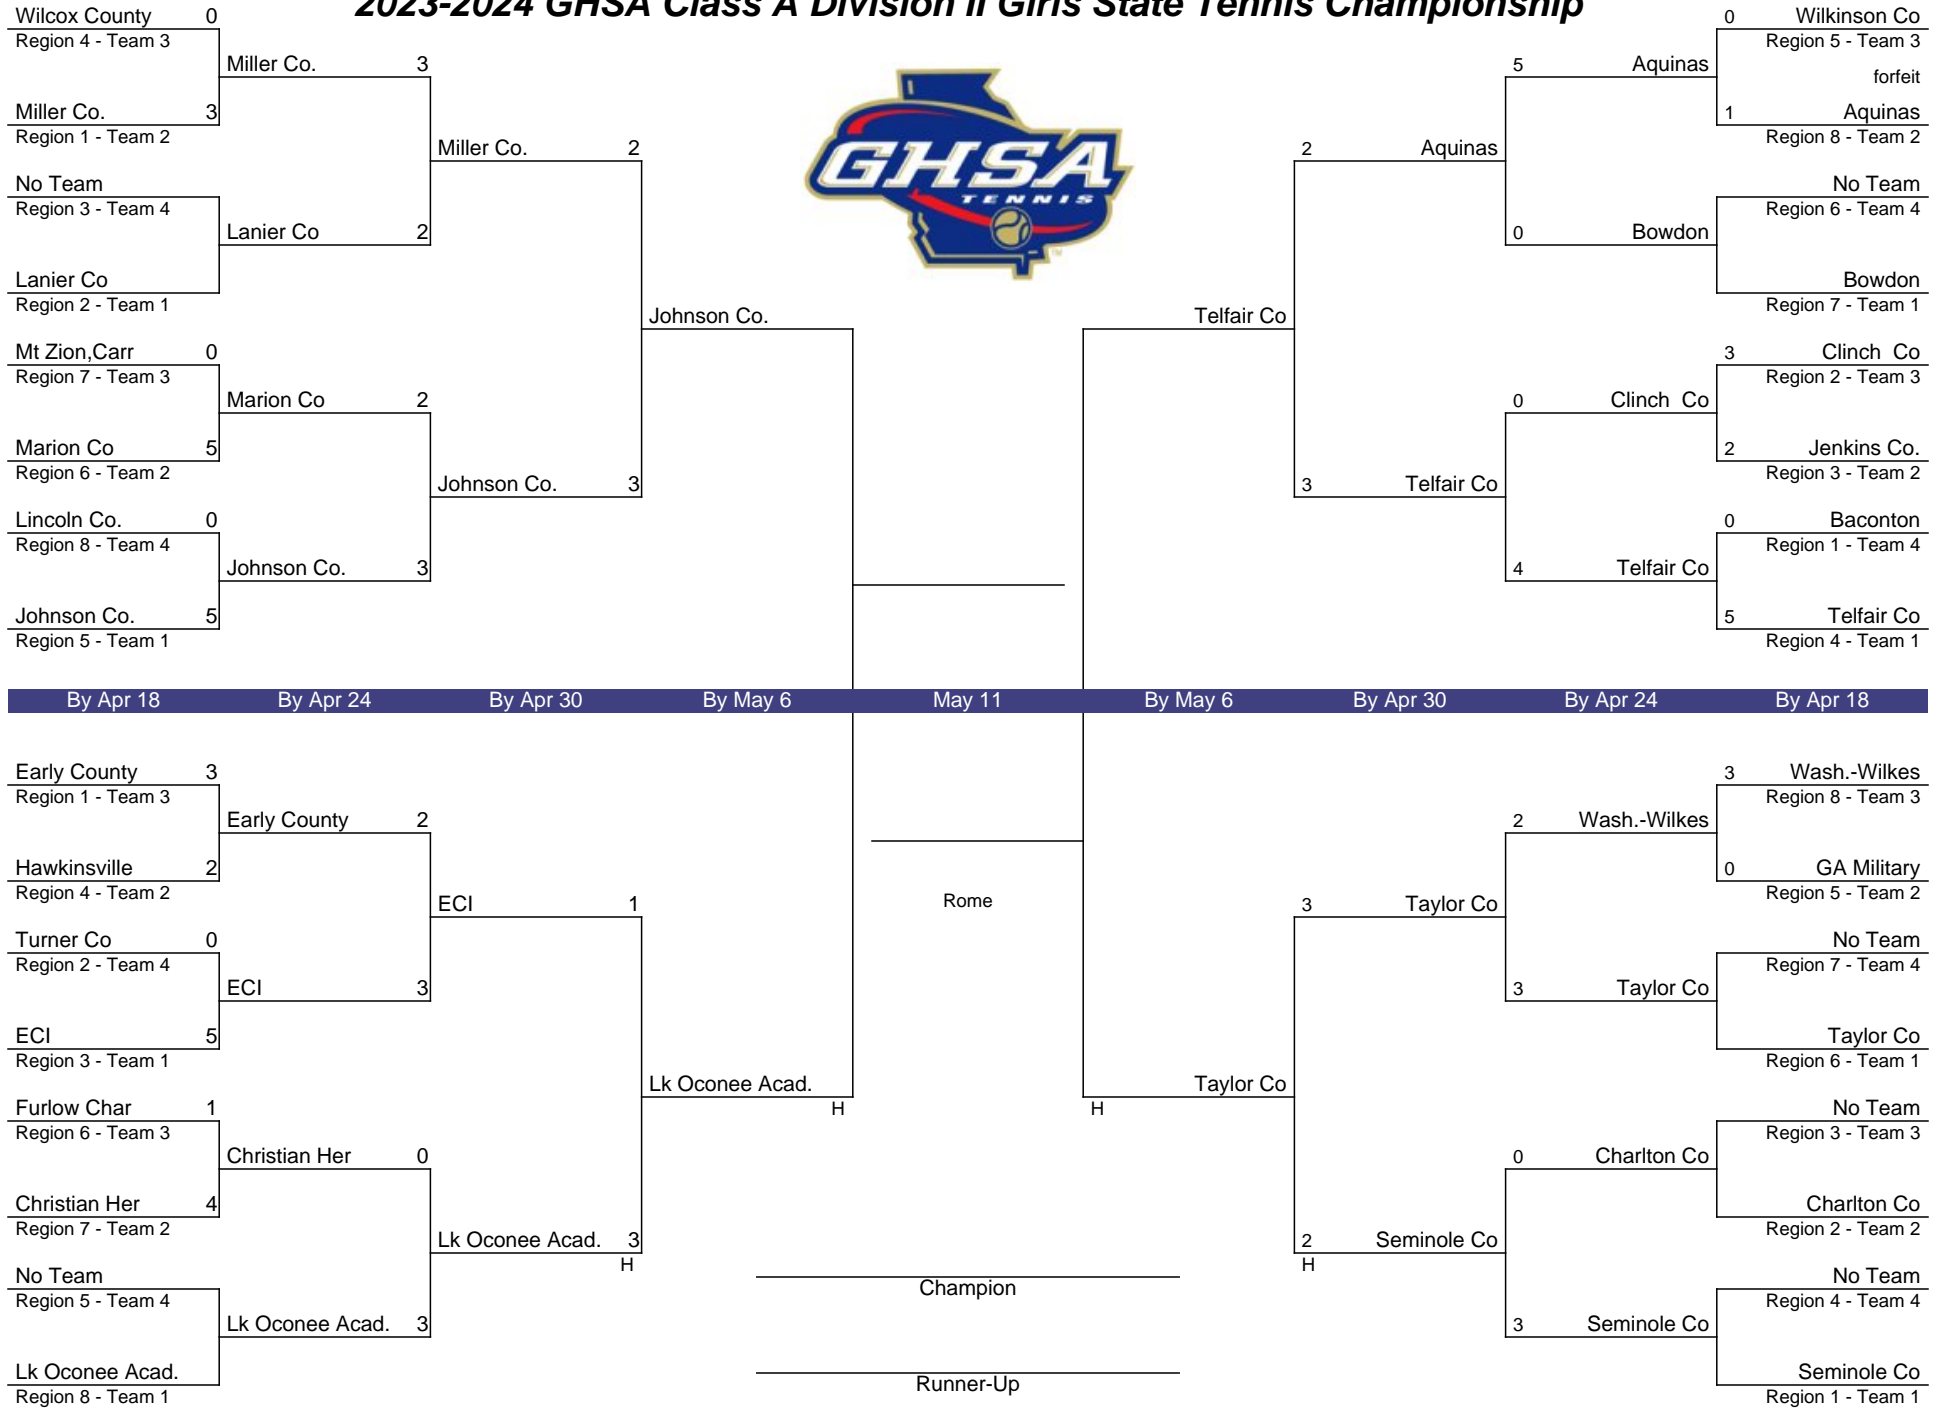 2023-2024 GHSA Class A Division II Girls State Tennis Championship
Wilcox County 0
Region 4 - Team 3
Miller Co. 3
Miller Co. 3
Region 1 - Team 2
Miller Co. 2
No Team
Region 3 - Team 4
Lanier Co 2
Lanier Co
Region 2 - Team 1
Johnson Co.
Mt Zion,Carr 0
Region 7 - Team 3
Marion Co 2
Marion Co 5
Region 6 - Team 2
Johnson Co. 3
Lincoln Co. 0
Region 8 - Team 4
Johnson Co. 3
Johnson Co. 5
Region 5 - Team 1
GHSA
TENNIS
TM
0 Wilkinson Co
Region 5 - Team 3
5 Aquinas
forfeit
1 Aquinas
Region 8 - Team 2
2 Aquinas
No Team
Region 6 - Team 4
0 Bowdon
Bowdon
Region 7 - Team 1
Telfair Co
3 Clinch  Co
Region 2 - Team 3
0 Clinch  Co
2 Jenkins Co.
Region 3 - Team 2
3 Telfair Co
0 Baconton
Region 1 - Team 4
4 Telfair Co
5 Telfair Co
Region 4 - Team 1
By Apr 18 By Apr 24 By Apr 30 By May 6 May 11 By May 6 By Apr 30 By Apr 24 By Apr 18
Early County 3
Region 1 - Team 3
Early County 2
Hawkinsville 2
Region 4 - Team 2
ECI 1
Turner Co 0
Region 2 - Team 4
ECI 3
ECI 5
Region 3 - Team 1
Lk Oconee Acad.
H
Furlow Char 1
Region 6 - Team 3
Christian Her 0
Christian Her 4
Region 7 - Team 2
Lk Oconee Acad. 3
H
No Team
Region 5 - Team 4
Lk Oconee Acad. 3
Lk Oconee Acad.
Region 8 - Team 1
Rome
Champion
Runner-Up
3 Wash.-Wilkes
Region 8 - Team 3
2 Wash.-Wilkes
0 GA Military
Region 5 - Team 2
3 Taylor Co
No Team
Region 7 - Team 4
3 Taylor Co
Taylor Co
Region 6 - Team 1
Taylor Co
H
No Team
Region 3 - Team 3
0 Charlton Co
Charlton Co
Region 2 - Team 2
2 Seminole Co
H
No Team
Region 4 - Team 4
3 Seminole Co
Seminole Co
Region 1 - Team 1